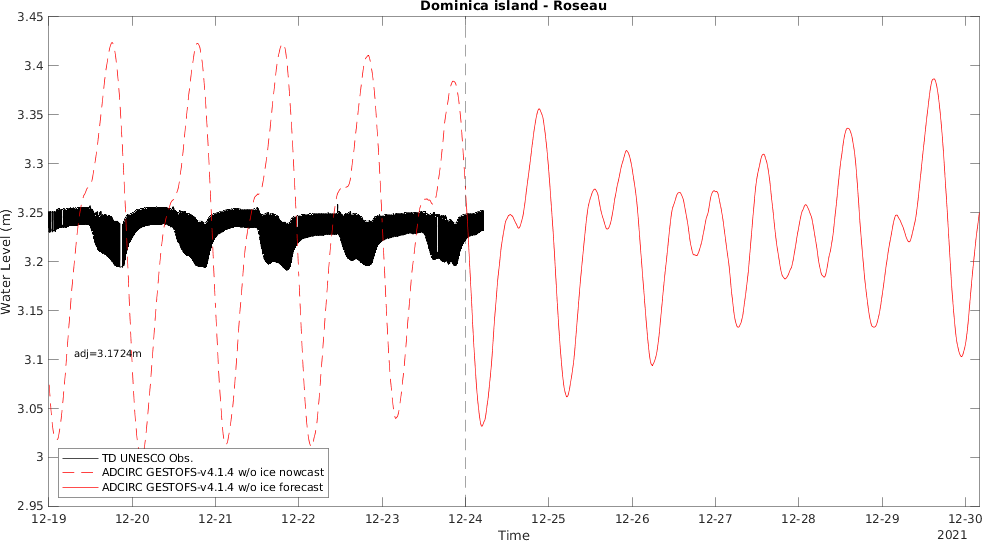 Dominica island - Roseau
3.45
3.4
3.35
3.3
3.25
3.2
3.15
3.1
3.05
3
2.95
Water Level (m)
adj=3.1724m
TD UNESCO Obs.
ADCIRC GESTOFS-v4.1.4 w/o ice nowcast
ADCIRC GESTOFS-v4.1.4 w/o ice forecast
12-19 12-20 12-21 12-22 12-23 12-24 12-25 12-26 12-27 12-28 12-29 12-30
Time
2021